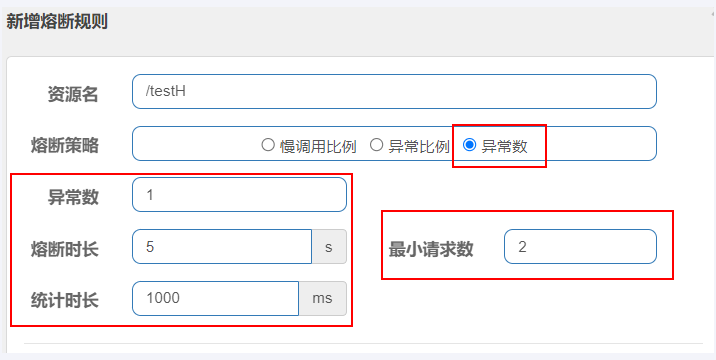 新增熔断规则
资源名 /testH
熔断策略 慢调用比例 异常比例 异常数
异常数 1
熔断时长 5 s 最小请求数 2
统计时长 1000 ms